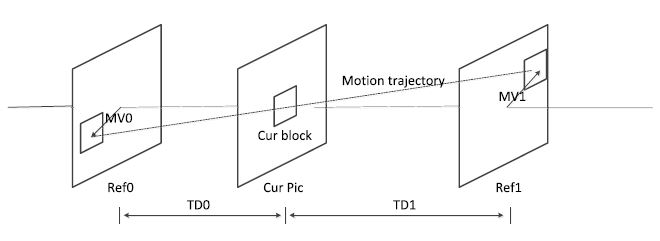 Motion trajectory
MV0
MV1
Cur block
Ref0
Cur Pic
Ref1
TD0
TD1